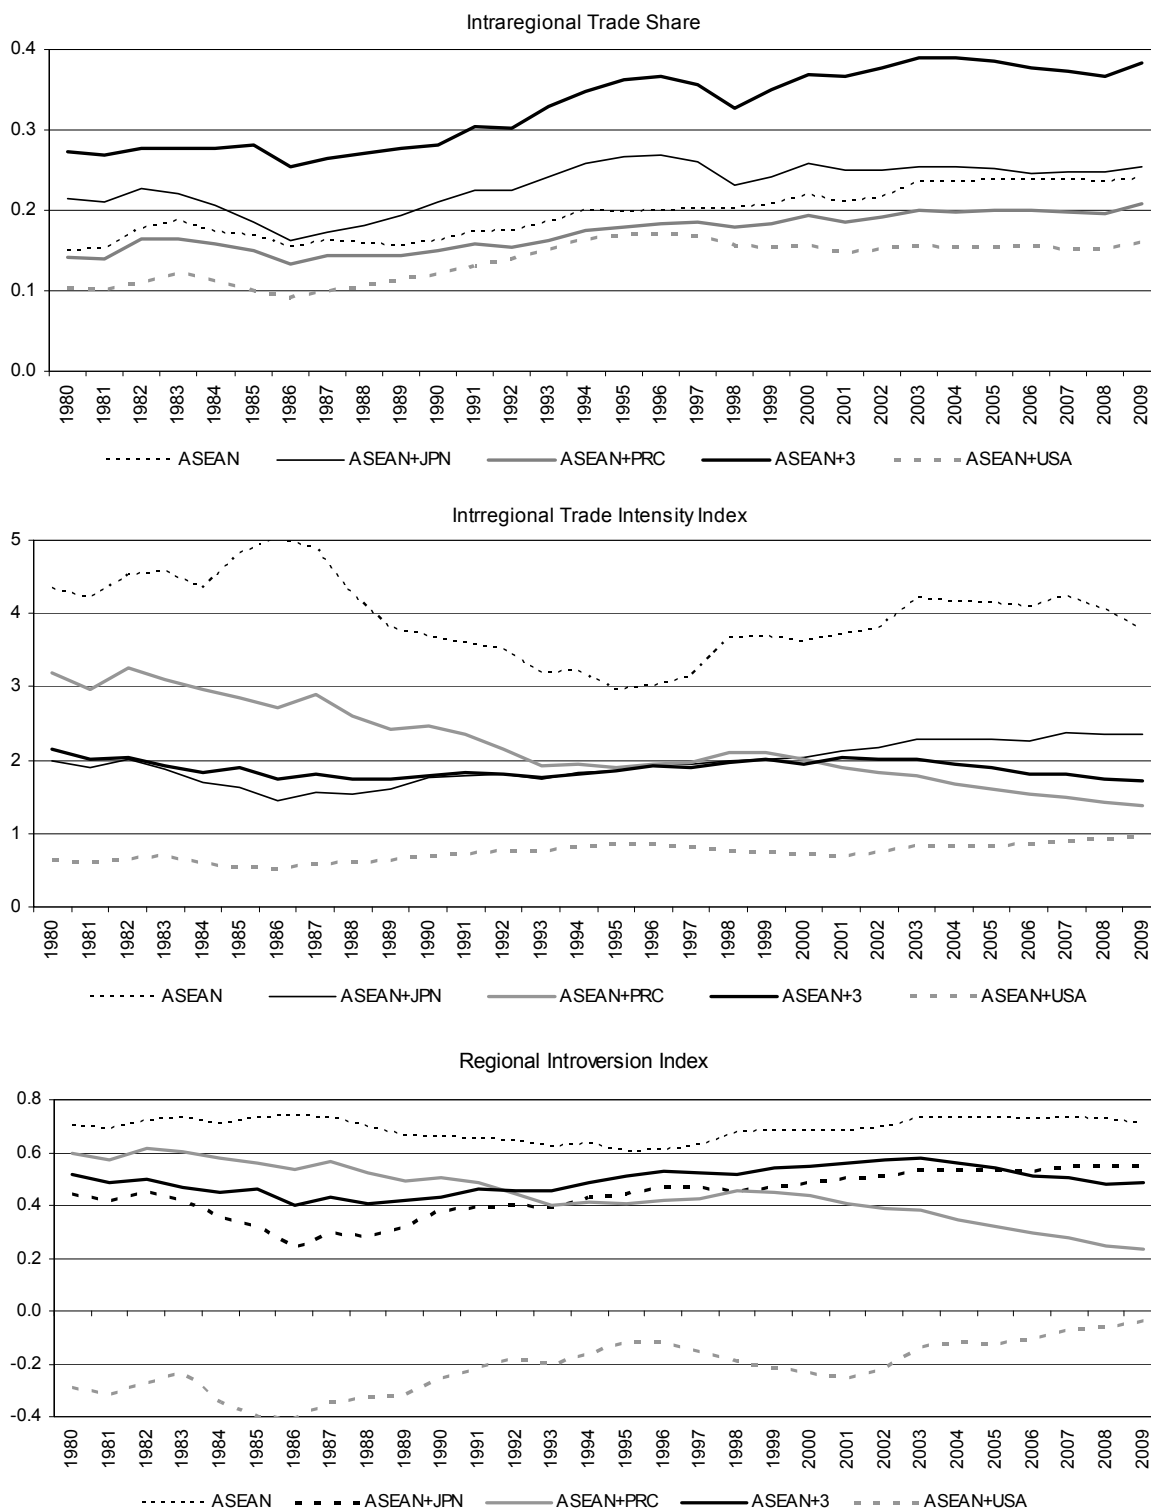 Intraregional Trade Share
0.4
0.3
0.2
0.1
0.0
1980 1981 1982 1983 1984 1985 1986 1987 1988 1989 1990 1991 1992 1993 1994 1995 1996 1997 1998 1999 2000 2001 2002 2003 2004 2005 2006 2007 2008 2009
ASEAN ASEAN+JPN ASEAN+PRC ASEAN+3 ASEAN+USA
Intrregional Trade Intensity Index
5
4
3
2
1
0
1980 1981 1982 1983 1984 1985 1986 1987 1988 1989 1990 1991 1992 1993 1994 1995 1996 1997 1998 1999 2000 2001 2002 2003 2004 2005 2006 2007 2008 2009
ASEAN ASEAN+JPN ASEAN+PRC ASEAN+3 ASEAN+USA
Regional Introversion Index
0.8
0.6
0.4
0.2
0.0
-0.2
-0.4
1980 1981 1982 1983 1984 1985 1986 1987 1988 1989 1990 1991 1992 1993 1994 1995 1996 1997 1998 1999 2000 2001 2002 2003 2004 2005 2006 2007 2008 2009
ASEAN ASEAN+JPN ASEAN+PRC ASEAN+3 ASEAN+USA